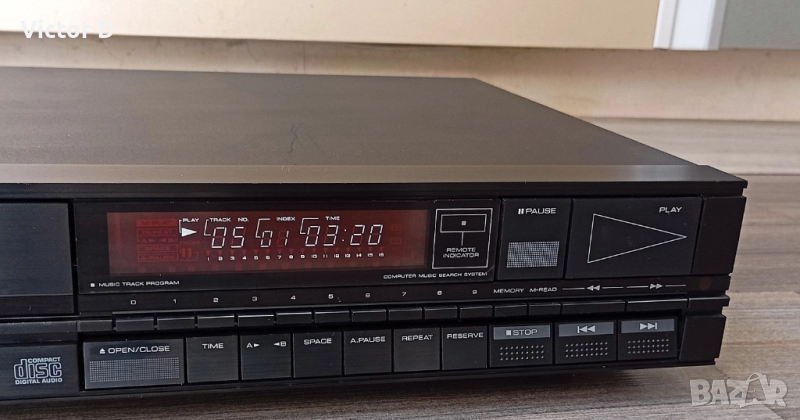 Victor D
PLAY TRACK NO. INDEX TIME
05 01 03:20
1 2 3 4 5 6 7 8 9 10 11 12 13 14 15
REMOTE
INDICATOR
PAUSE
PLAY
MUSIC TRACK PROGRAM
COMPUTER MUSIC SEARCH SYSTEM
0 1 2 3 4 5 6 7 8 9 MEMORY M-READ
OPEN/CLOSE TIME A B SPACE A.PAUSE REPEAT RESERVE STOP
COMPACT
disc
DIGITAL AUDIO
BAZAR